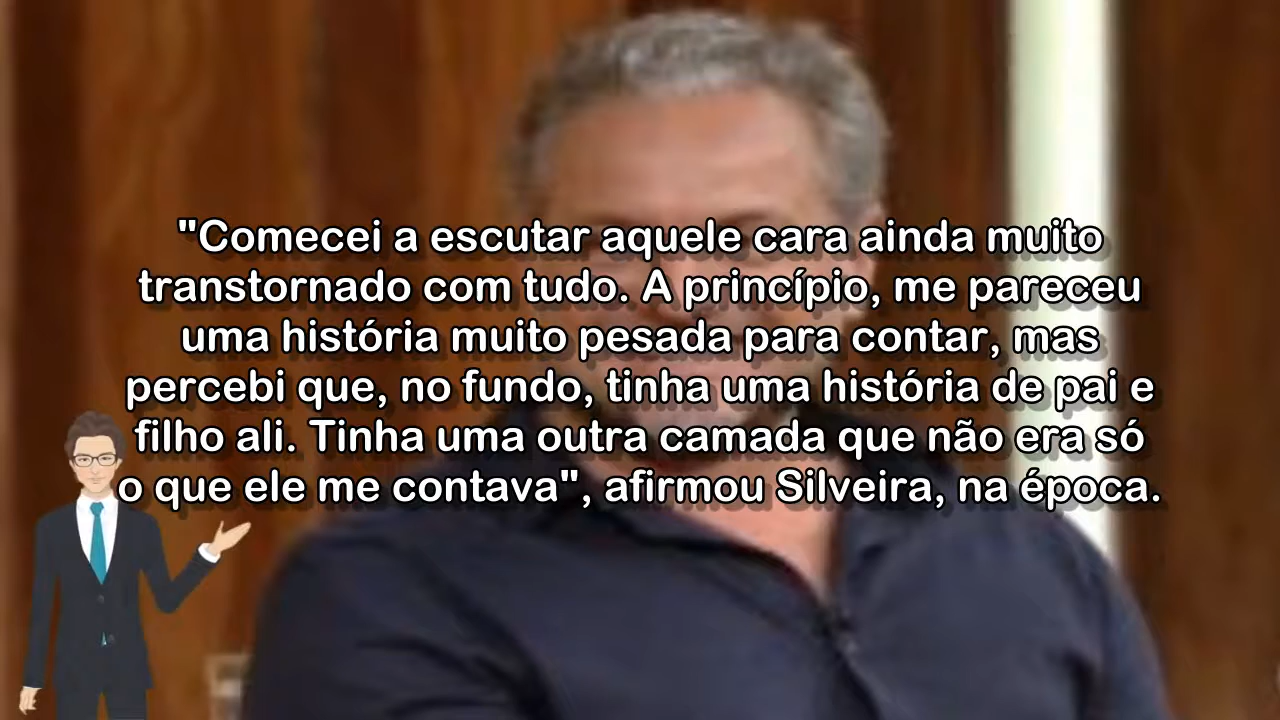 "Comecei a escutar aquele cara ainda muito
transtornado com tudo. A princípio, me pareceu
uma história muito pesada para contar, mas
percebi que, no fundo, tinha uma história de pai e
filho ali. Tinha uma outra camada que não era só
o que ele me contava", afirmou Silveira, na época.